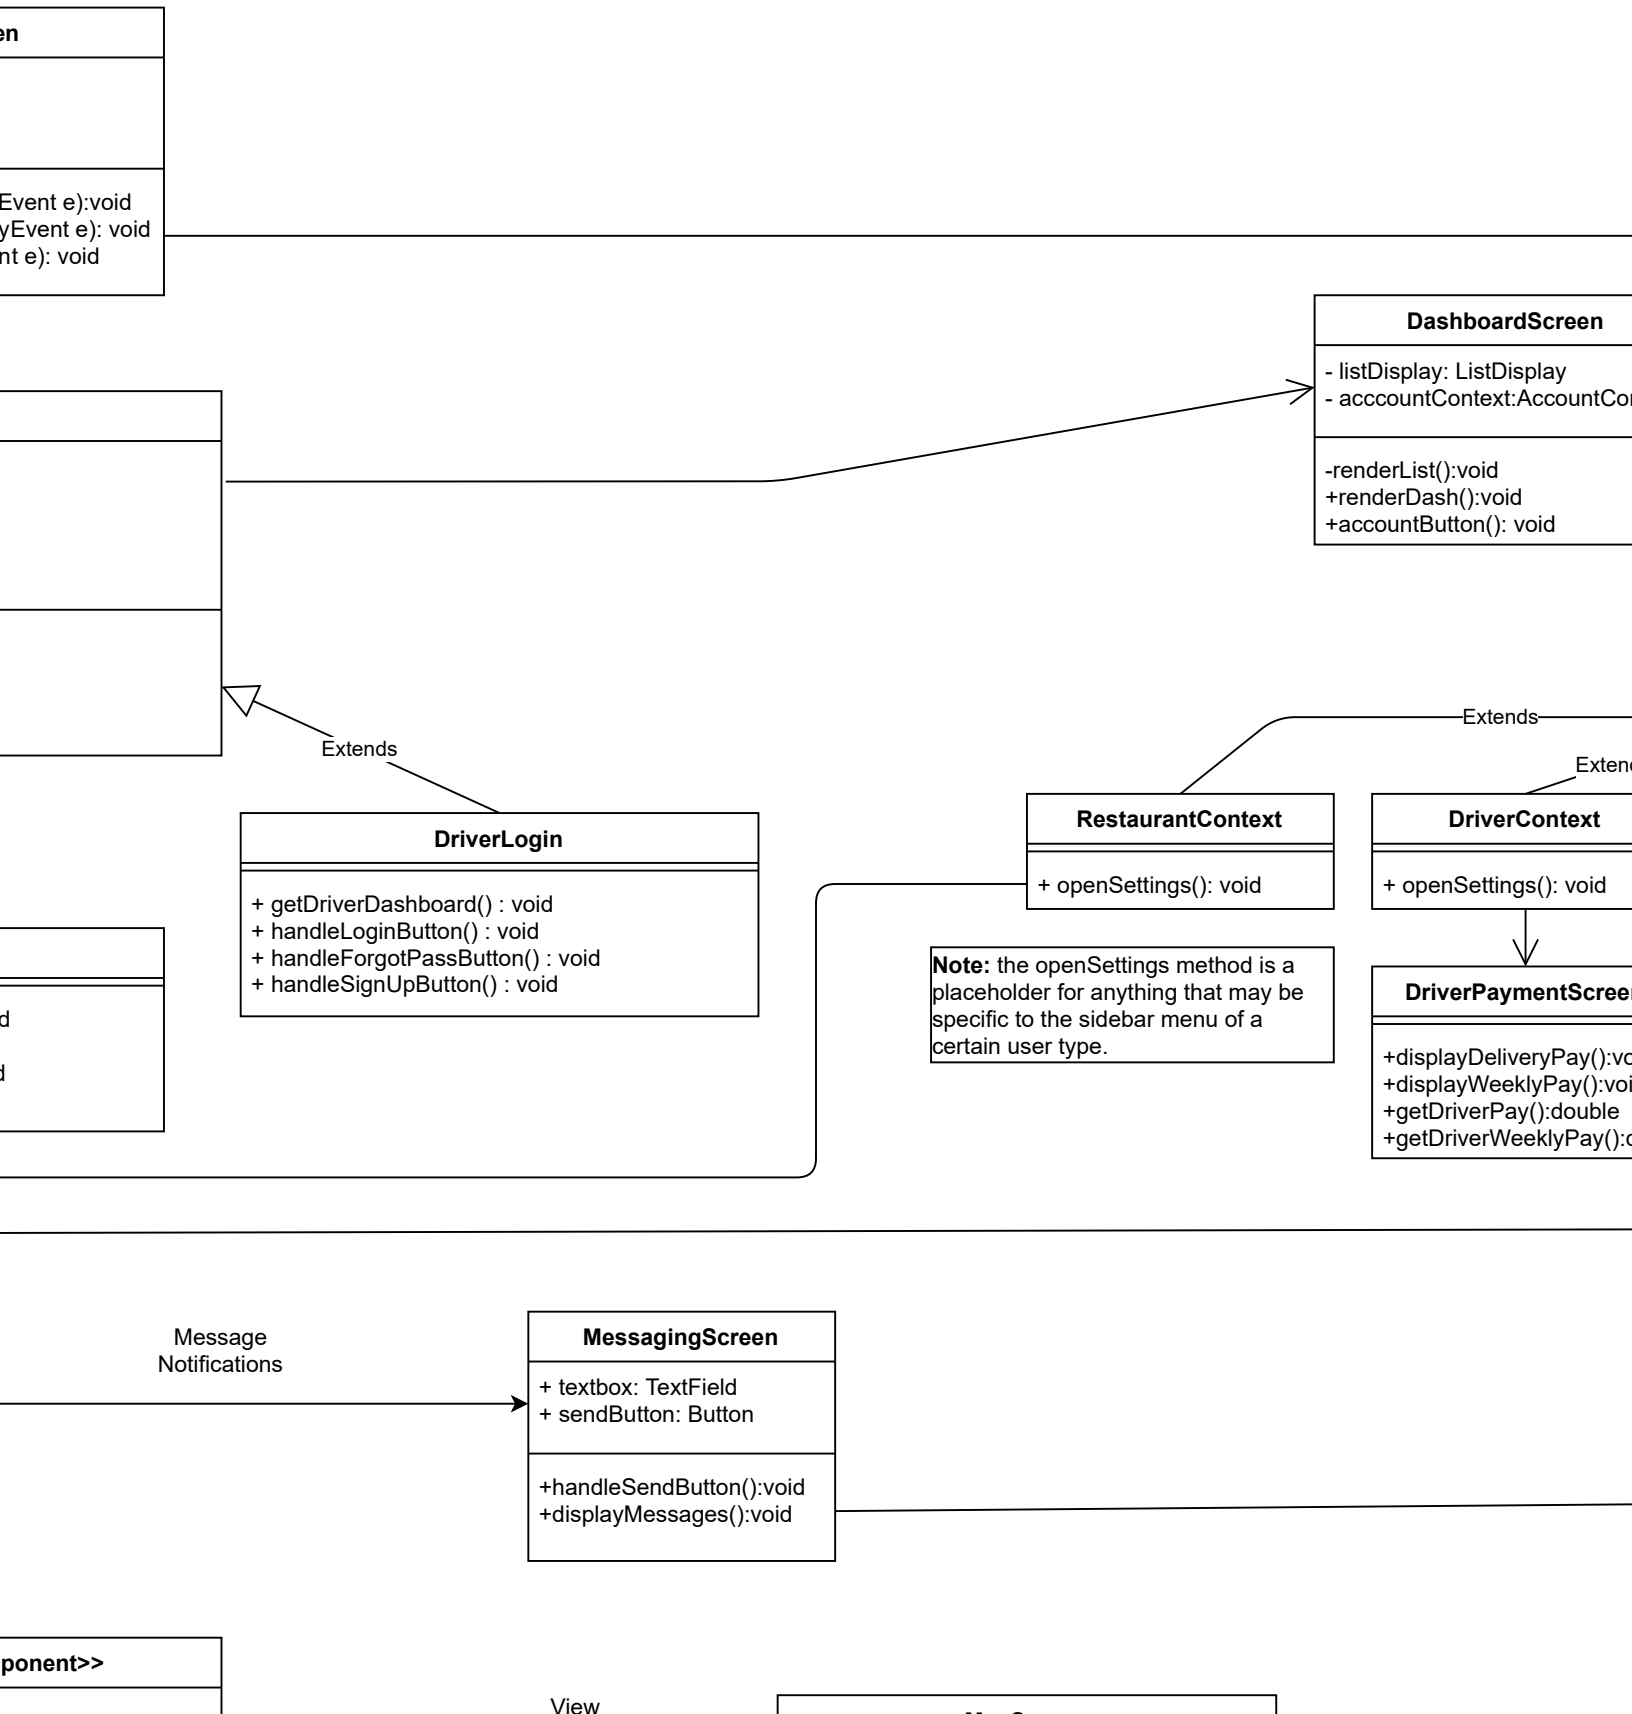 en
Event e):void
yEvent e): void
nt e): void
DashboardScreen
- listDisplay: ListDisplay
- acccountContext:AccountCo
-renderList():void
+renderDash():void
+accountButton(): void
Extends
Extends
Exten
DriverLogin
+ getDriverDashboard() : void
+ handleLoginButton() : void
+ handleForgotPassButton() : void
+ handleSignUpButton() : void
RestaurantContext
+ openSettings(): void
DriverContext
+ openSettings(): void
Note: the openSettings method is a
placeholder for anything that may be
specific to the sidebar menu of a
certain user type.
DriverPaymentScree
+displayDeliveryPay():vo
+displayWeeklyPay():voi
+getDriverPay():double
+getDriverWeeklyPay():
d
d
Message
Notifications
MessagingScreen
+ textbox: TextField
+ sendButton: Button
+handleSendButton():void
+displayMessages():void
ponent>>
View